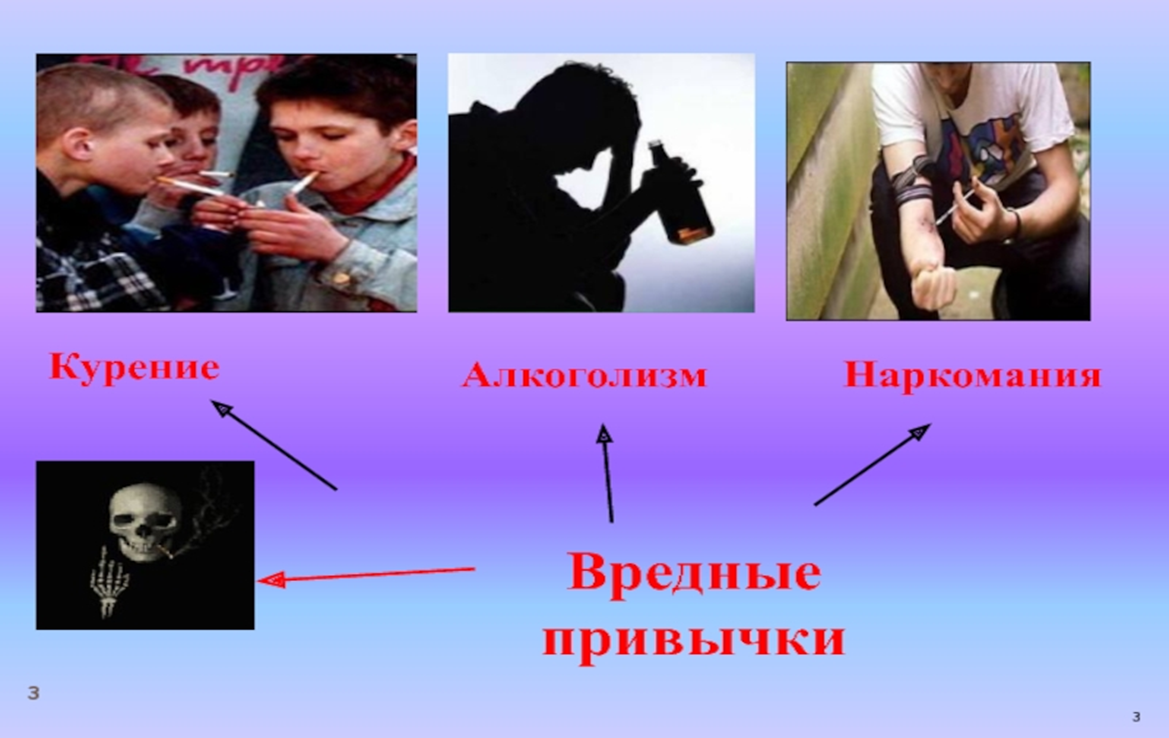 Курение
Алкоголизм
Наркомания
Вредные
привычки
3
3